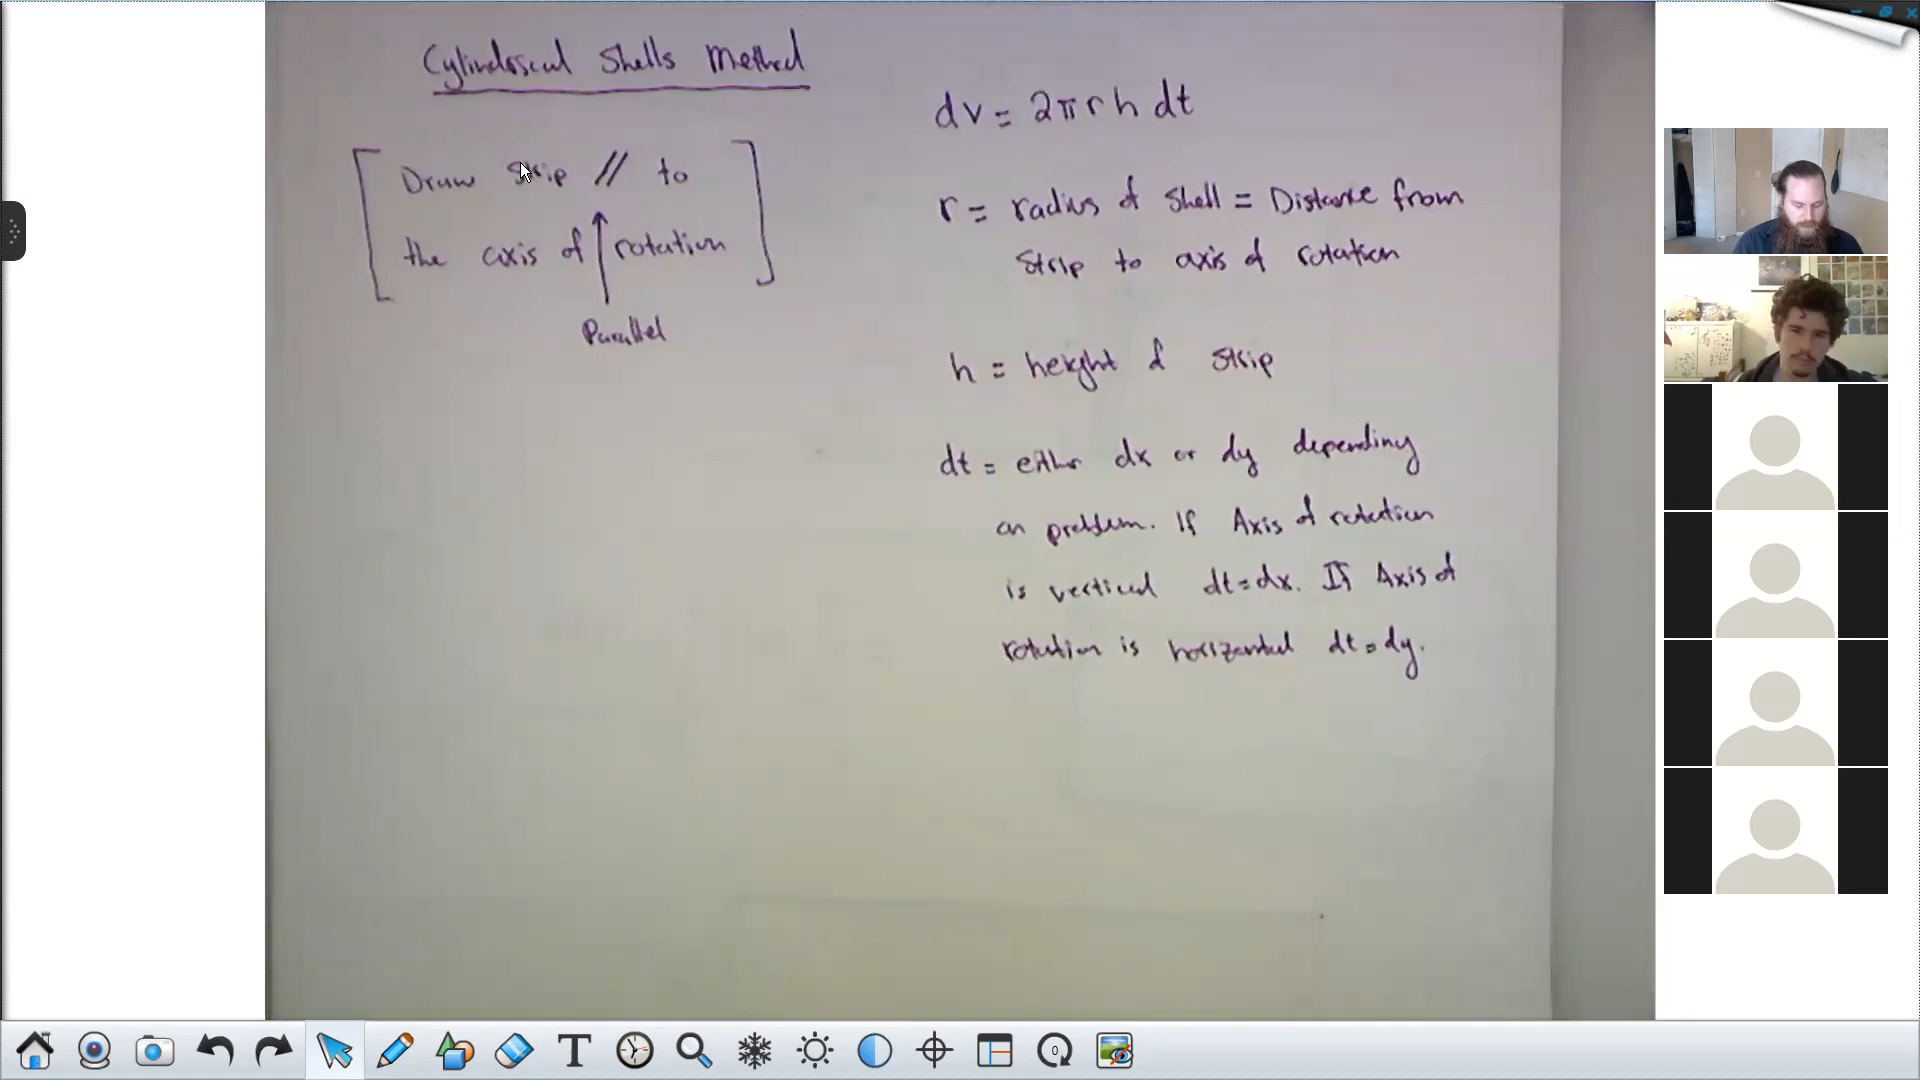 Cylindrical Shells Method
[ Draw Strip // to
the axis of rotation ]
Parallel
dv = 2πrh dt
r = radius of Shell = Distance from
Strip to axis of rotation
h = height of strip
dt = either dx or dy depending
on problem. If Axis of rotation
is vertical dt=dx. If Axis of
rotation is horizontal dt=dy.
T
0